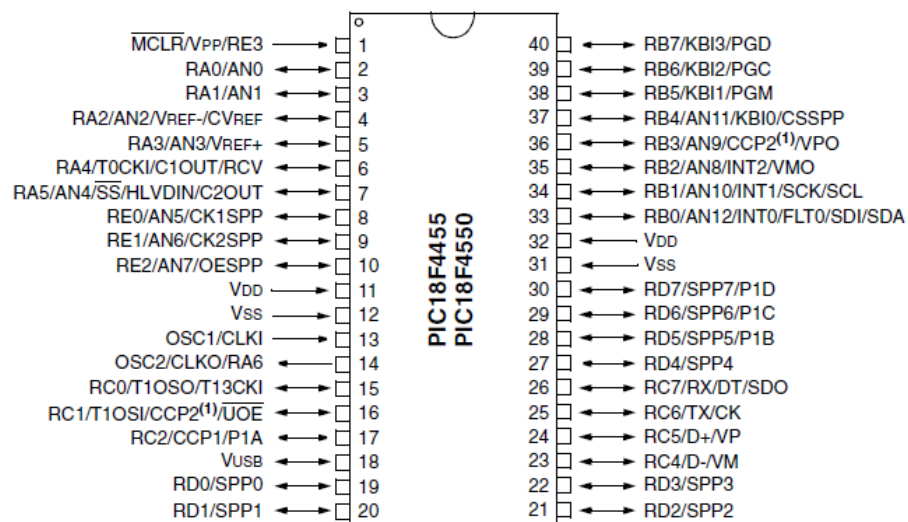 MCLR/VPP/RE3 1 40 RB7/KBI3/PGD
RA0/AN0 2 39 RB6/KBI2/PGC
RA1/AN1 3 38 RB5/KBI1/PGM
RA2/AN2/VREF-/CVREF 4 37 RB4/AN11/KBI0/CSSPP
RA3/AN3/VREF+ 5 36 RB3/AN9/CCP2(1)/VPO
RA4/T0CKI/C1OUT/RCV 6 35 RB2/AN8/INT2/VMO
RA5/AN4/SS/HLVDIN/C2OUT 7 34 RB1/AN10/INT1/SCK/SCL
RE0/AN5/CK1SPP 8 33 RB0/AN12/INT0/FLT0/SDI/SDA
RE1/AN6/CK2SPP 9 32 VDD
RE2/AN7/OESPP 10 31 VSS
VDD 11 30 RD7/SPP7/P1D
VSS 12 29 RD6/SPP6/P1C
OSC1/CLKI 13 28 RD5/SPP5/P1B
OSC2/CLKO/RA6 14 27 RD4/SPP4
RC0/T1OSO/T13CKI 15 26 RC7/RX/DT/SDO
RC1/T1OSI/CCP2(1)/UOE 16 25 RC6/TX/CK
RC2/CCP1/P1A 17 24 RC5/D+/VP
VUSB 18 23 RC4/D-/VM
RD0/SPP0 19 22 RD3/SPP3
RD1/SPP1 20 21 RD2/SPP2
PIC18F4455
PIC18F4550